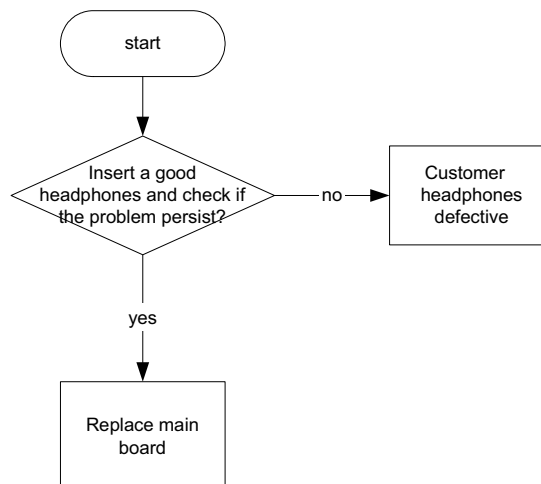 start
Insert a good
headphones and check if
the problem persist?
no
Customer
headphones
defective
yes
Replace main
board